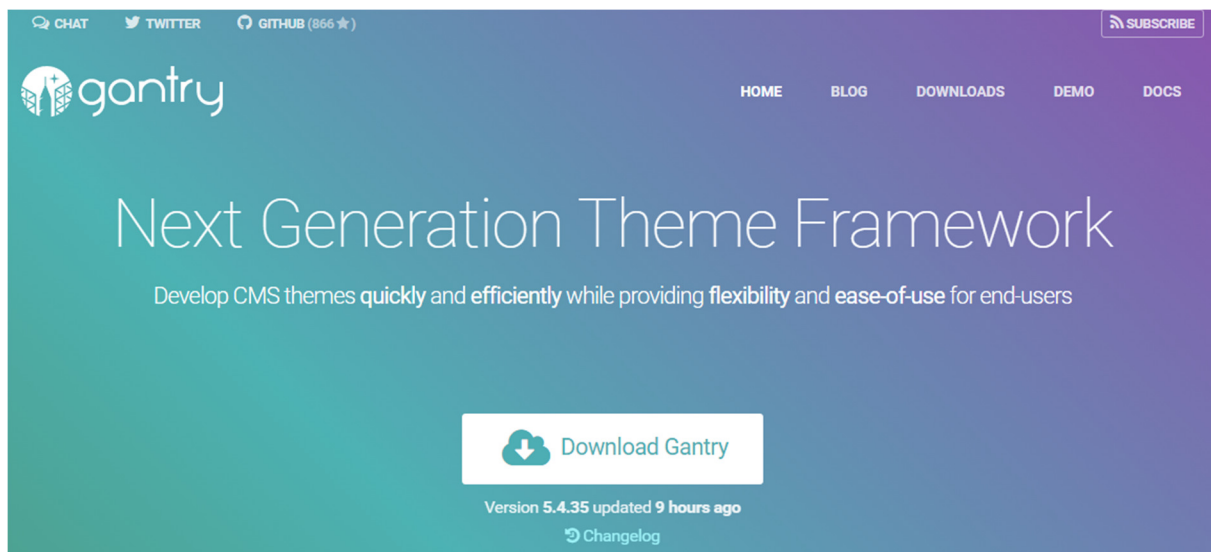 CHAT TWITTER GITHUB (866★) SUBSCRIBE
gantry HOME BLOG DOWNLOADS DEMO DOCS
Next Generation Theme Framework
Develop CMS themes quickly and efficiently while providing flexibility and ease-of-use for end-users
Download Gantry
Version 5.4.35 updated 9 hours ago
Changelog